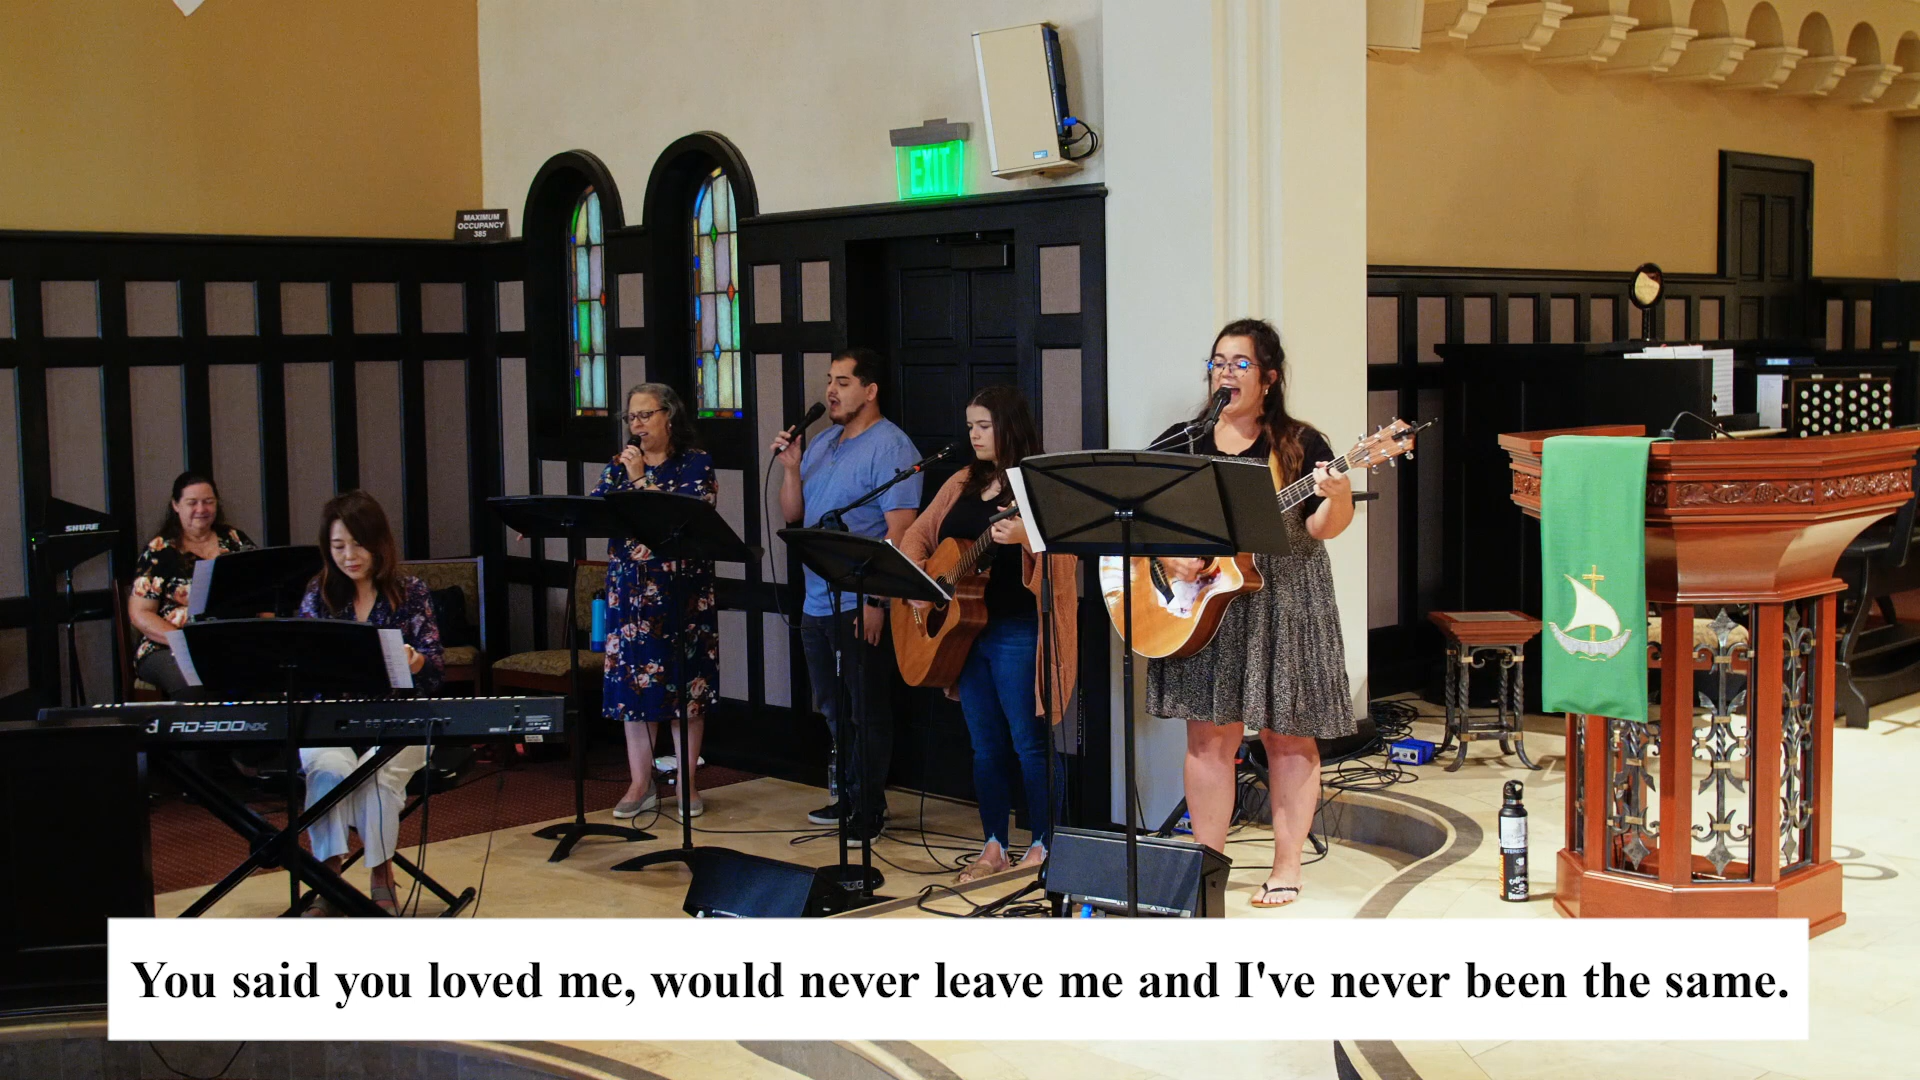 EXIT
MAXIMUM
OCCUPANCY
385
SHURE
RD-300NX
You said you loved me, would never leave me and I've never been the same.